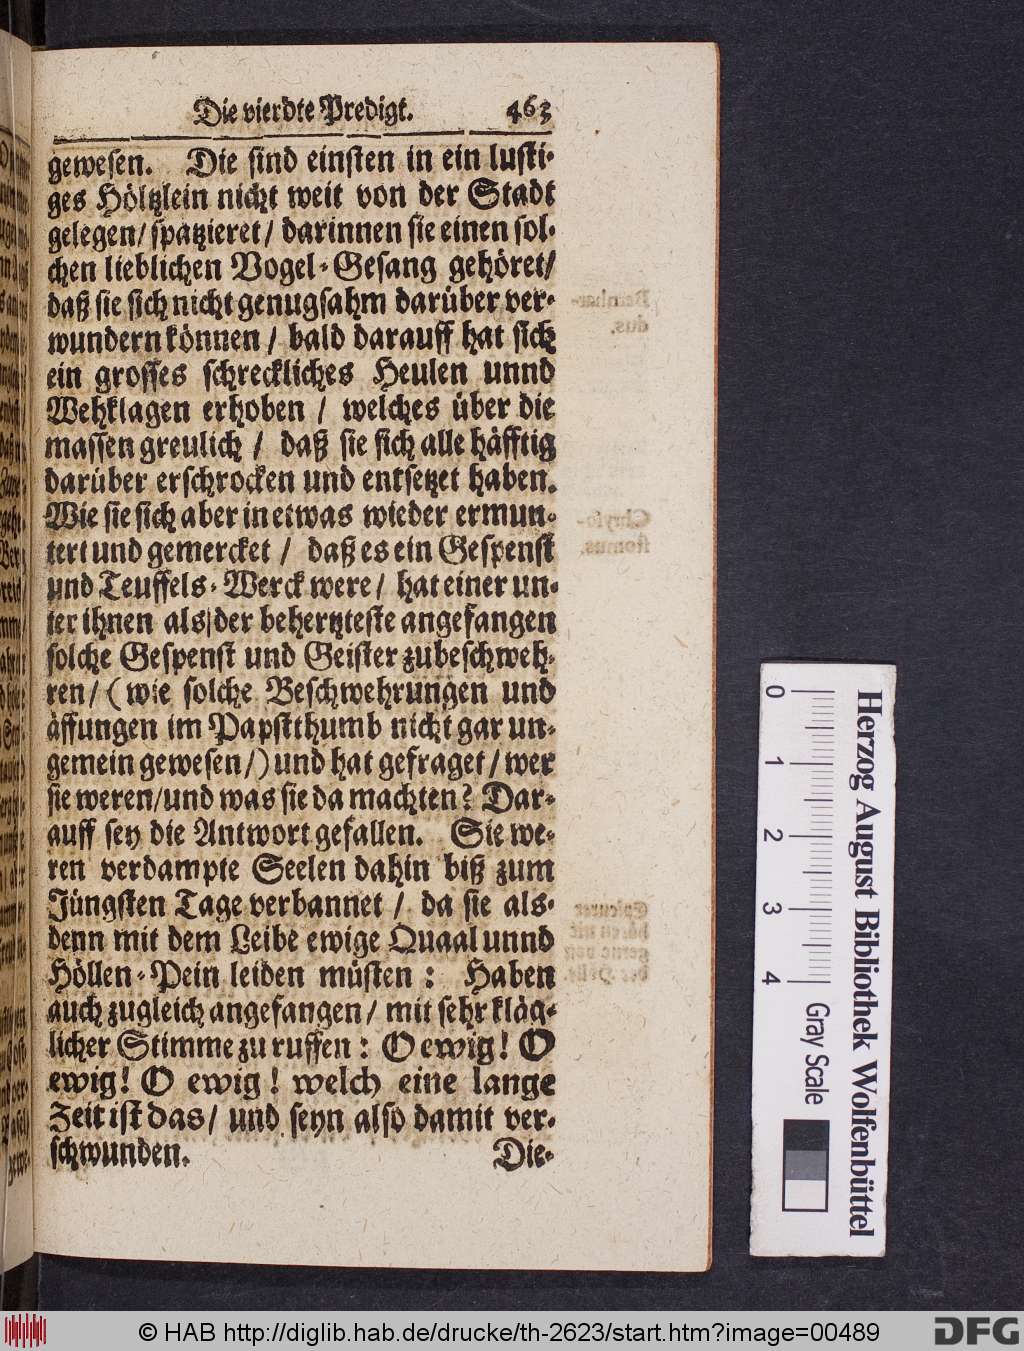 Die vierdte Predigt. 463
gewesen. Die sind einsten in ein lusti-
ges Höltzlein nicht weit von der Stadt
gelegen/ spatzieret/ darinnen sie einen sol-
chen lieblichen Vogel-Gesang gehöret/
daß sie sich nicht genugsahm darüber ver-
wundern können / bald darauff hat sich
ein grosses schreckliches Heulen unnd
Wehklagen erhoben / welches über die
massen greulich / daß sie sich alle häfftig
darüber erschrocken und entsetzet haben.
Wie sie sich aber in etwas wieder ermun-
tert und gemercket / daß es ein Gespenst
und Teuffels-Werck were/ hat einer un-
ter ihnen als der behertzteste angefangen
solche Gespenst und Geister zubeschweh-
ren/ (wie solche Beschwehrungen und
äffungen im Papstthumb nicht gar un-
gemein gewesen/) und hat gefraget/ wer
sie weren/und was sie da machten? Dar-
auff sey die Antwort gefallen. Sie we-
ren verdampte Seelen dahin biß zum
Jüngsten Tage verbannet / da sie als-
denn mit dem Leibe ewige Quaal unnd
Höllen-Pein leiden müsten: Haben
auch zugleich angefangen/ mit sehr kläg-
licher Stimme zu ruffen: O ewig! O
ewig! O ewig! welch eine lange
Zeit ist das/ und seyn also damit ver-
schwunden. Die-
Herzog August Bibliothek Wolfenbüttel
0 1 2 3 4 Gray Scale
© HAB http://diglib.hab.de/drucke/th-2623/start.htm?image=00489
DFG